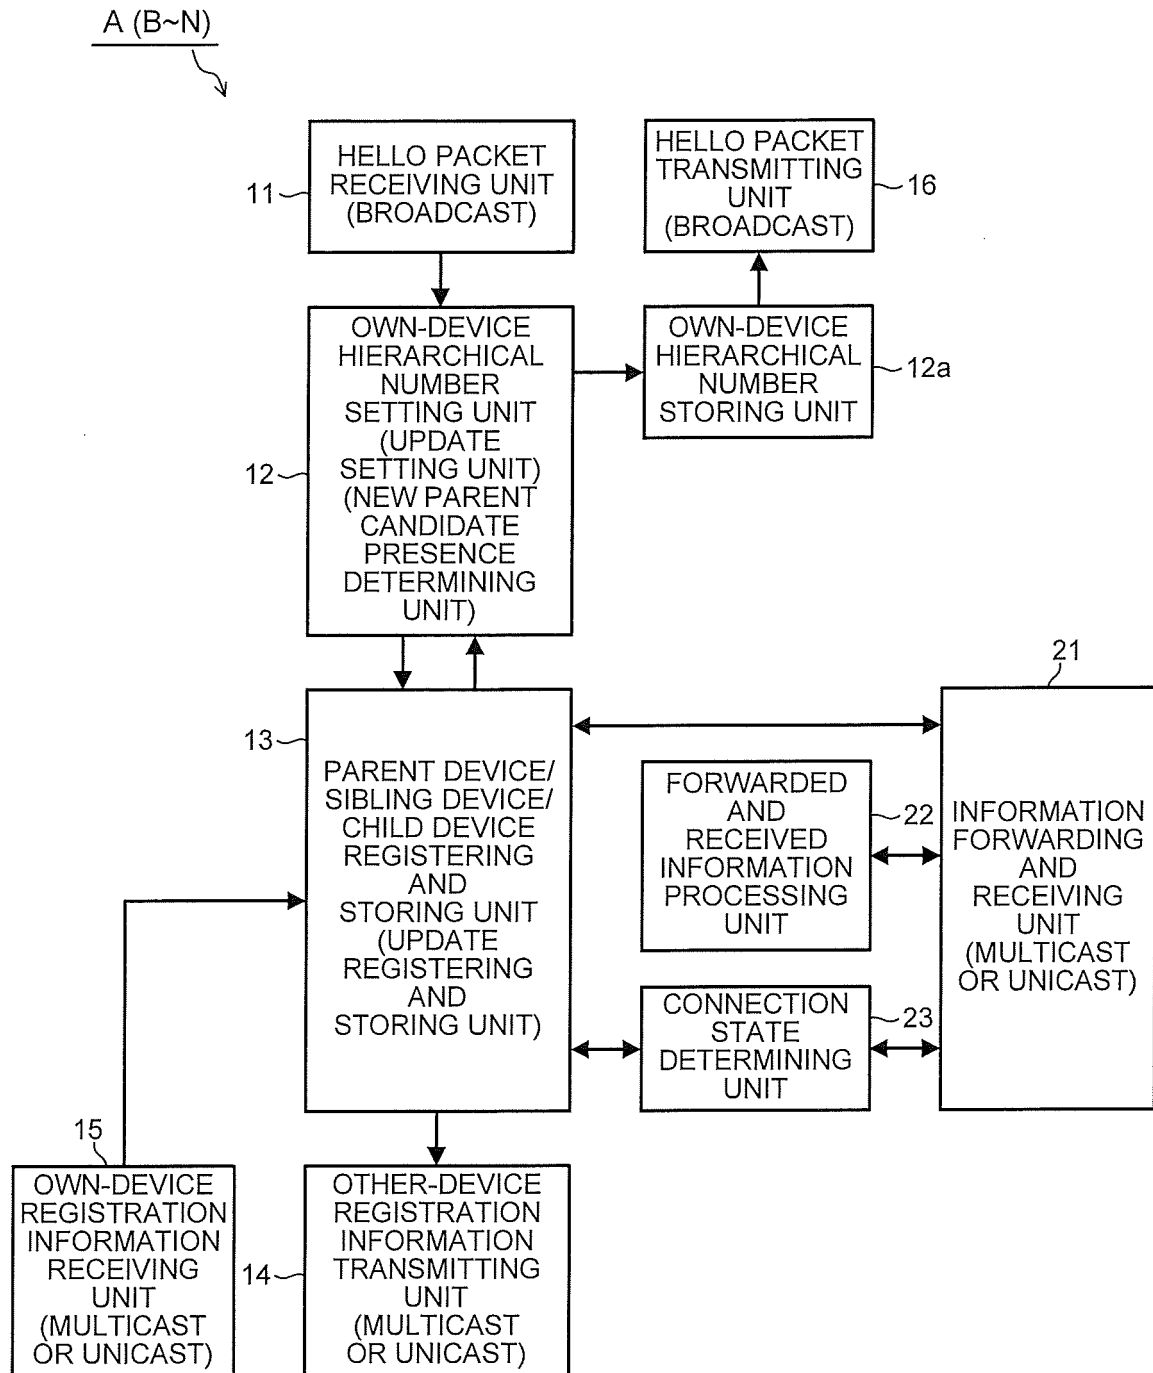 A (B~N)
HELLO PACKET
RECEIVING UNIT
(BROADCAST)
11
HELLO PACKET
TRANSMITTING
UNIT
(BROADCAST)
16
OWN-DEVICE
HIERARCHICAL
NUMBER
SETTING UNIT
(UPDATE
SETTING UNIT)
(NEW PARENT
CANDIDATE
PRESENCE
DETERMINING
UNIT)
12
OWN-DEVICE
HIERARCHICAL
NUMBER
STORING UNIT
12a
13
PARENT DEVICE/
SIBLING DEVICE/
CHILD DEVICE
REGISTERING
AND
STORING UNIT
(UPDATE
REGISTERING
AND
STORING UNIT)
FORWARDED
AND
RECEIVED
INFORMATION
PROCESSING
UNIT
22
CONNECTION
STATE
DETERMINING
UNIT
23
21
INFORMATION
FORWARDING
AND
RECEIVING
UNIT
(MULTICAST
OR UNICAST)
15
OWN-DEVICE
REGISTRATION
INFORMATION
RECEIVING
UNIT
(MULTICAST
OR UNICAST)
14
OTHER-DEVICE
REGISTRATION
INFORMATION
TRANSMITTING
UNIT
(MULTICAST
OR UNICAST)